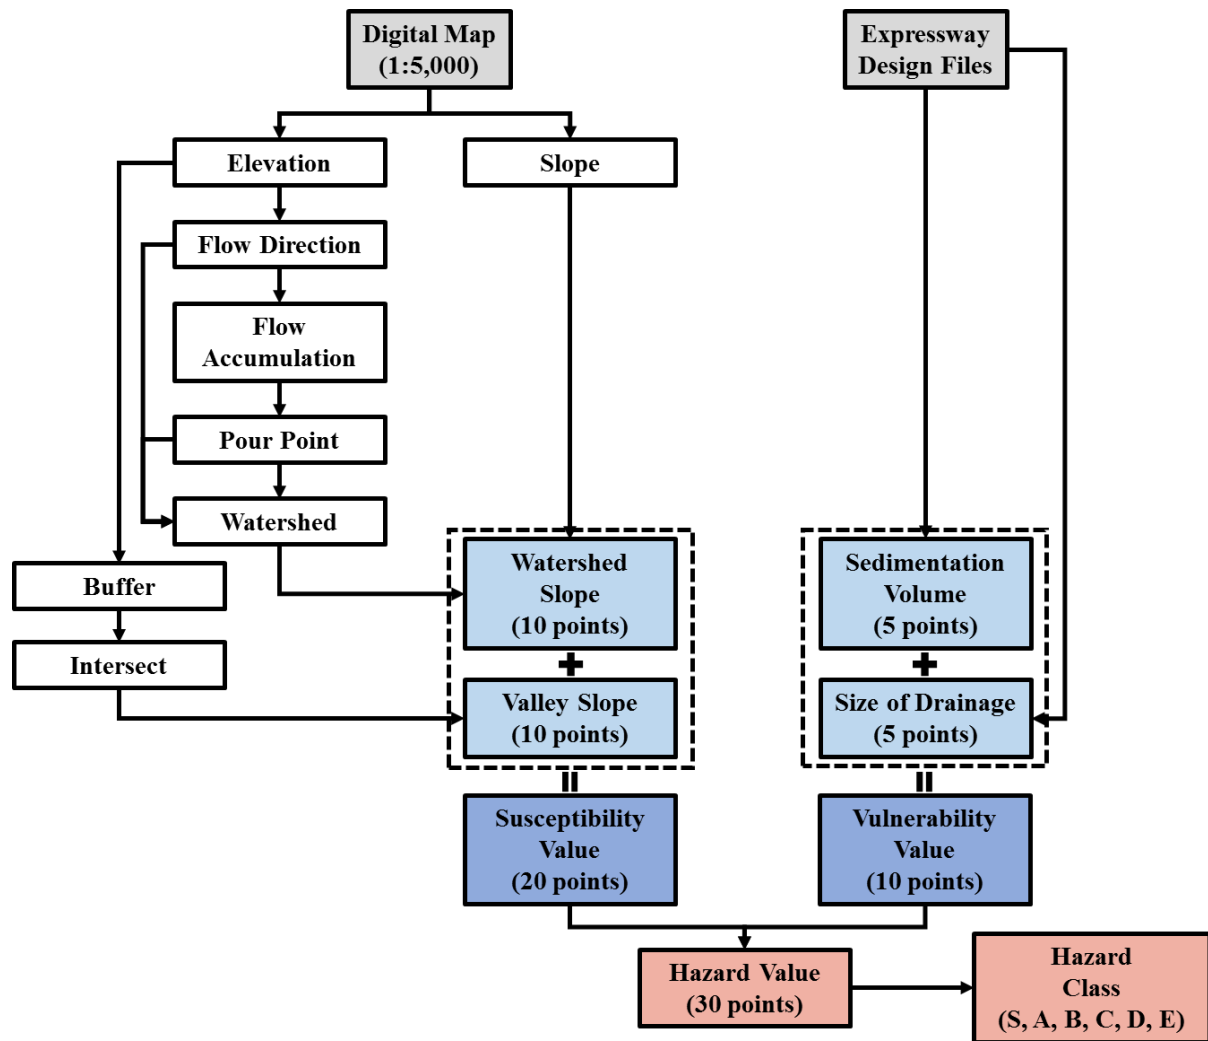 Digital Map
(1:5,000)
Expressway
Design Files
Elevation
Slope
Flow Direction
Flow
Accumulation
Pour Point
Watershed
Buffer
Intersect
Watershed
Slope
(10 points)
+
Valley Slope
(10 points)
=
Sedimentation
Volume
(5 points)
+
Size of Drainage
(5 points)
=
Susceptibility
Value
(20 points)
Vulnerability
Value
(10 points)
Hazard Value
(30 points)
Hazard
Class
(S, A, B, C, D, E)